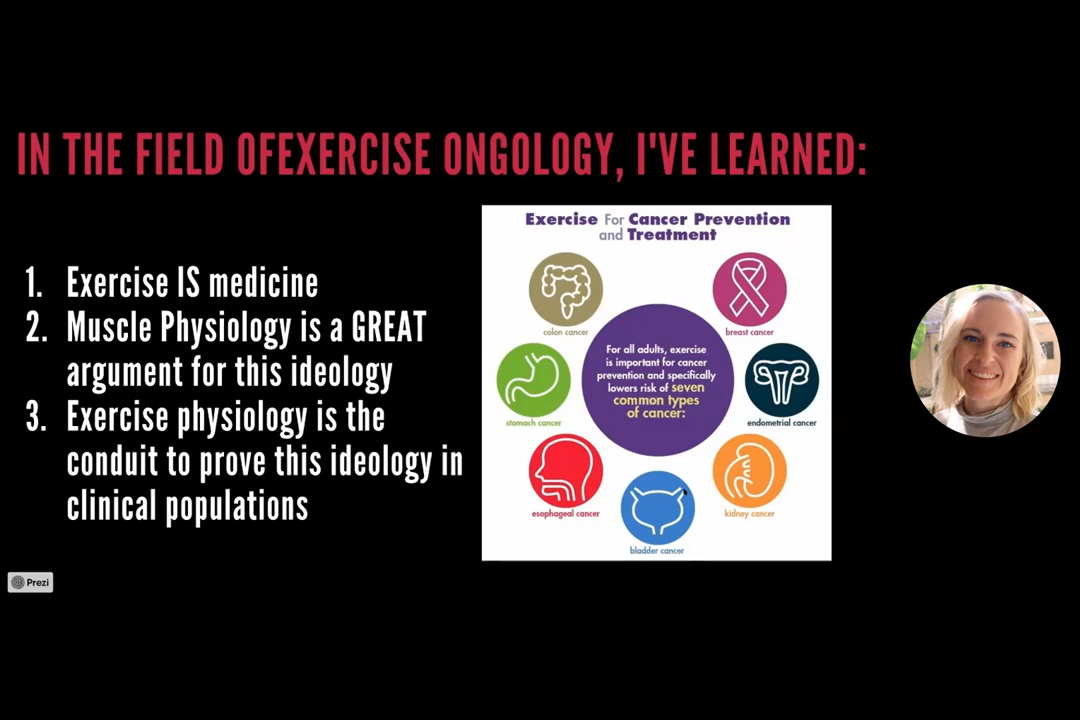 IN THE FIELD OFEXERCISE ONGOLOGY, I'VE LEARNED:
1. Exercise IS medicine
2. Muscle Physiology is a GREAT
argument for this ideology
3. Exercise physiology is the
conduit to prove this ideology in
clinical populations
Exercise For Cancer Prevention
and Treatment
colon cancer
breast cancer
For all adults, exercise
is important for cancer
prevention and specifically
lowers risk of seven
common types
of cancer:
stomach cancer
endometrial cancer
esophageal cancer
kidney cancer
bladder cancer
Prezi